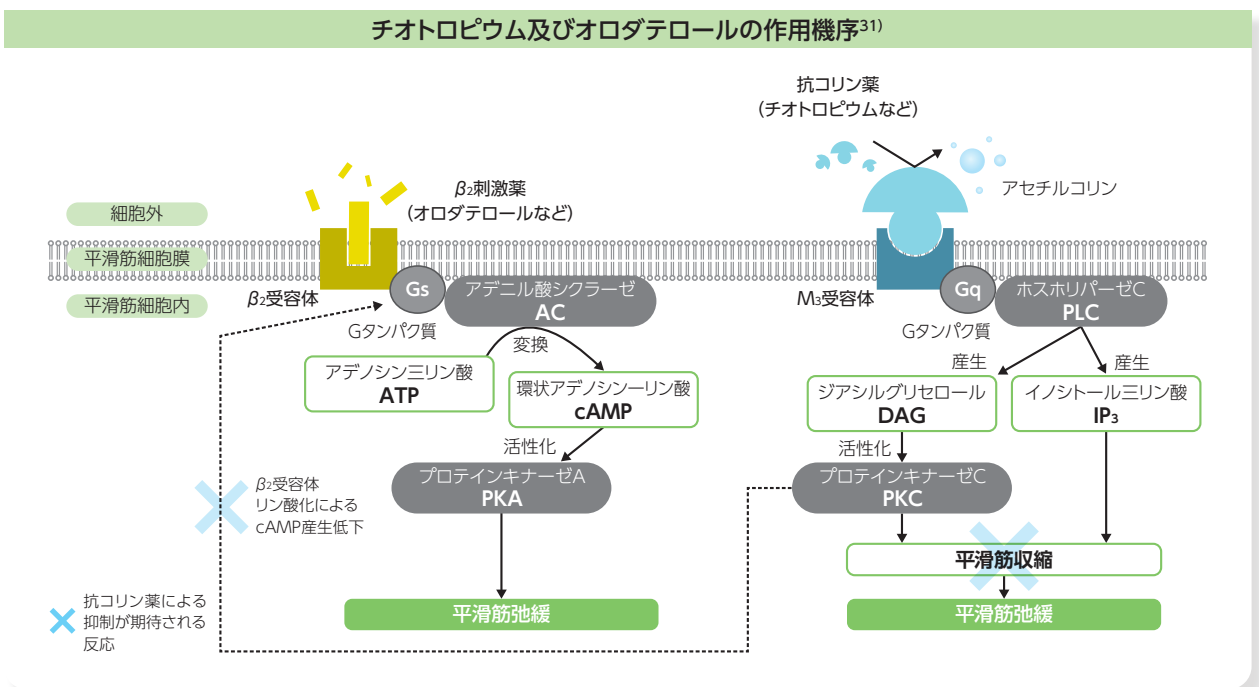 チオトロピウム及びオロダテロールの作用機序31)
抗コリン薬
(チオトロピウムなど)
アセチルコリン
β2刺激薬
(オロダテロールなど)
細胞外
平滑筋細胞膜
平滑筋細胞内
β2受容体
Gs
Gタンパク質
アデニル酸シクラーゼ
AC
変換
アデノシン三リン酸
ATP
環状アデノシン一リン酸
cAMP
活性化
プロテインキナーゼA
PKA
平滑筋弛緩
β2受容体
リン酸化による
cAMP産生低下
抗コリン薬による
抑制が期待される
反応
M3受容体
Gq
Gタンパク質
ホスホリパーゼC
PLC
産生
産生
ジアシルグリセロール
DAG
イノシトール三リン酸
IP3
活性化
プロテインキナーゼC
PKC
平滑筋収縮
平滑筋弛緩